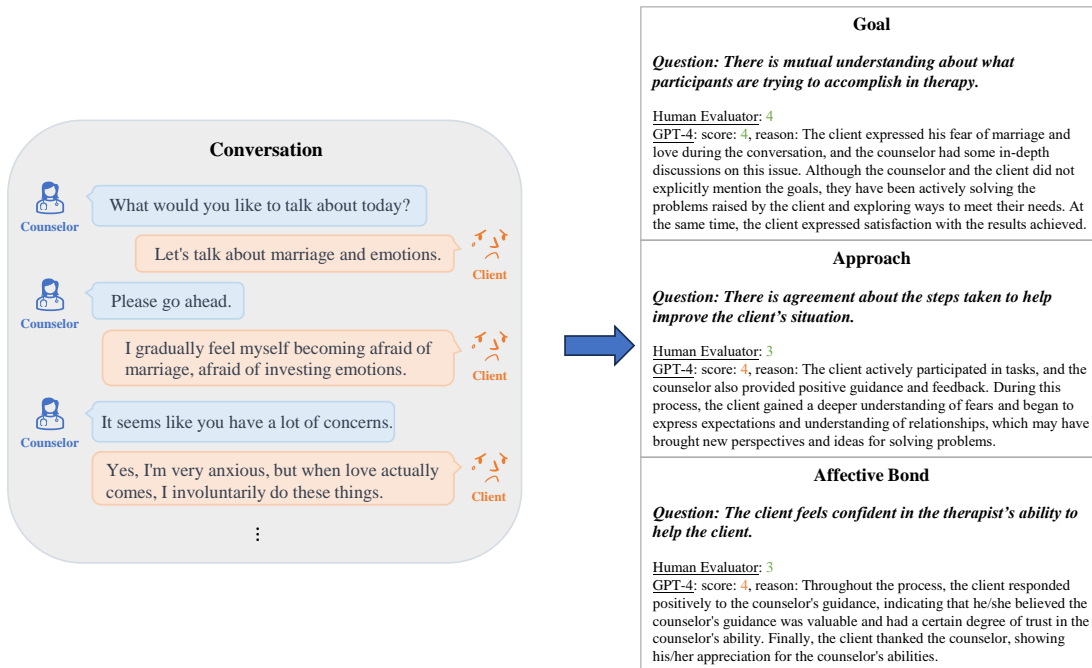 Conversation
Counselor
What would you like to talk about today?
Let's talk about marriage and emotions.
Client
Counselor
Please go ahead.
I gradually feel myself becoming afraid of
marriage, afraid of investing emotions.
Client
Counselor
It seems like you have a lot of concerns.
Yes, I'm very anxious, but when love actually
comes, I involuntarily do these things.
Client
⋮
Goal
Question: There is mutual understanding about what
participants are trying to accomplish in therapy.
Human Evaluator: 4
GPT-4: score: 4, reason: The client expressed his fear of marriage and
love during the conversation, and the counselor had some in-depth
discussions on this issue. Although the counselor and the client did not
explicitly mention the goals, they have been actively solving the
problems raised by the client and exploring ways to meet their needs. At
the same time, the client expressed satisfaction with the results achieved.
Approach
Question: There is agreement about the steps taken to help
improve the client's situation.
Human Evaluator: 3
GPT-4: score: 4, reason: The client actively participated in tasks, and the
counselor also provided positive guidance and feedback. During this
process, the client gained a deeper understanding of fears and began to
express expectations and understanding of relationships, which may have
brought new perspectives and ideas for solving problems.
Affective Bond
Question: The client feels confident in the therapist's ability to
help the client.
Human Evaluator: 3
GPT-4: score: 4, reason: Throughout the process, the client responded
positively to the counselor's guidance, indicating that he/she believed the
counselor's guidance was valuable and had a certain degree of trust in the
counselor's ability. Finally, the client thanked the counselor, showing
his/her appreciation for the counselor's abilities.